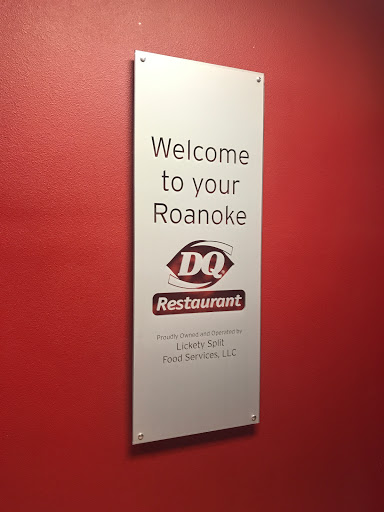 Welcome
to your
Roanoke
DQ
Restaurant
Proudly Owned and Operated by
Lickety Split
Food Services, LLC